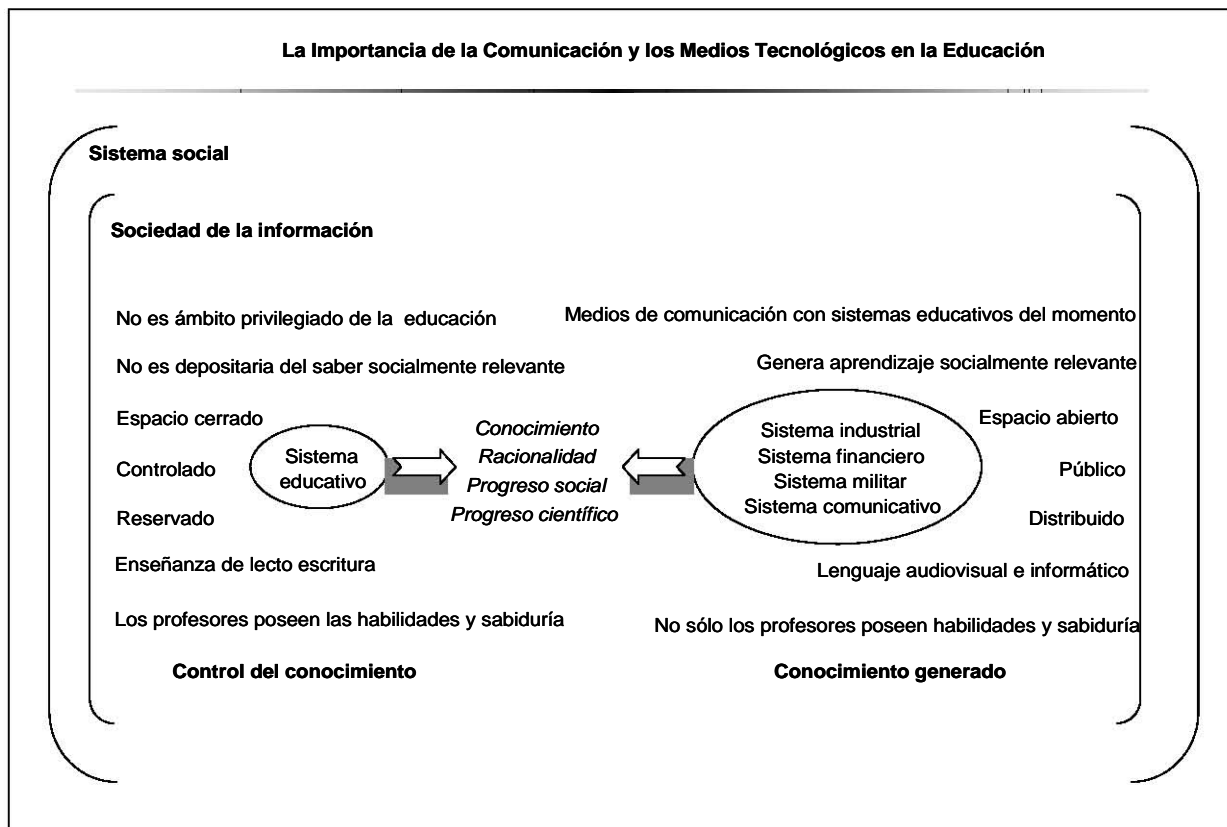 La Importancia de la Comunicación y los Medios Tecnológicos en la Educación
Sistema social
Sociedad de la información
No es ámbito privilegiado de la educación
Medios de comunicación con sistemas educativos del momento
No es depositaria del saber socialmente relevante
Genera aprendizaje socialmente relevante
Espacio cerrado
Controlado
Reservado
Sistema
educativo
Conocimiento
Racionalidad
Progreso social
Progreso científico
Sistema industrial
Sistema financiero
Sistema militar
Sistema comunicativo
Espacio abierto
Público
Distribuido
Enseñanza de lecto escritura
Lenguaje audiovisual e informático
Los profesores poseen las habilidades y sabiduría
No sólo los profesores poseen habilidades y sabiduría
Control del conocimiento
Conocimiento generado